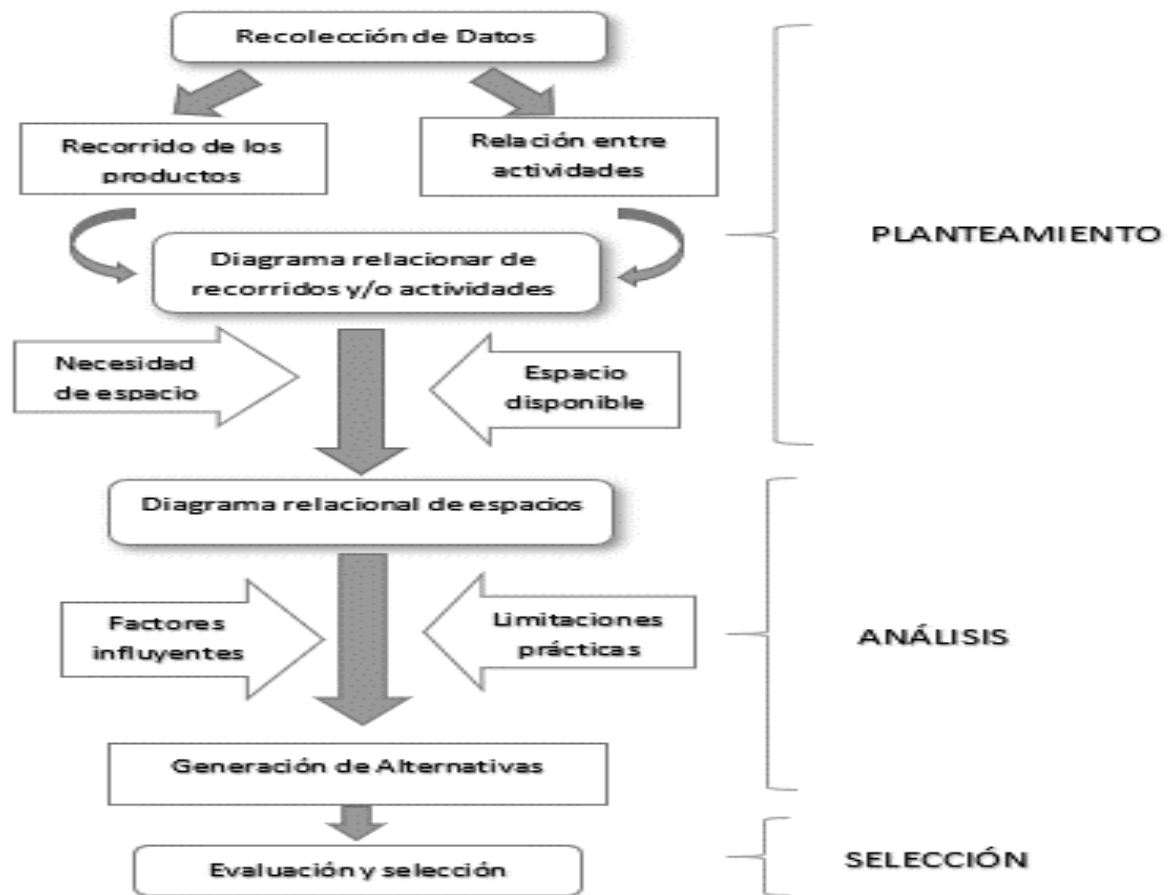 Recolección de Datos
Recorrido de los
productos
Relación entre
actividades
PLANTEAMIENTO
Diagrama relacionar de
recorridos y/o actividades
Necesidad
de espacio
Espacio
disponible
Diagrama relacional de espacios
Factores
influyentes
Limitaciones
prácticas
ANÁLISIS
Generación de Alternativas
Evaluación y selección
SELECCIÓN